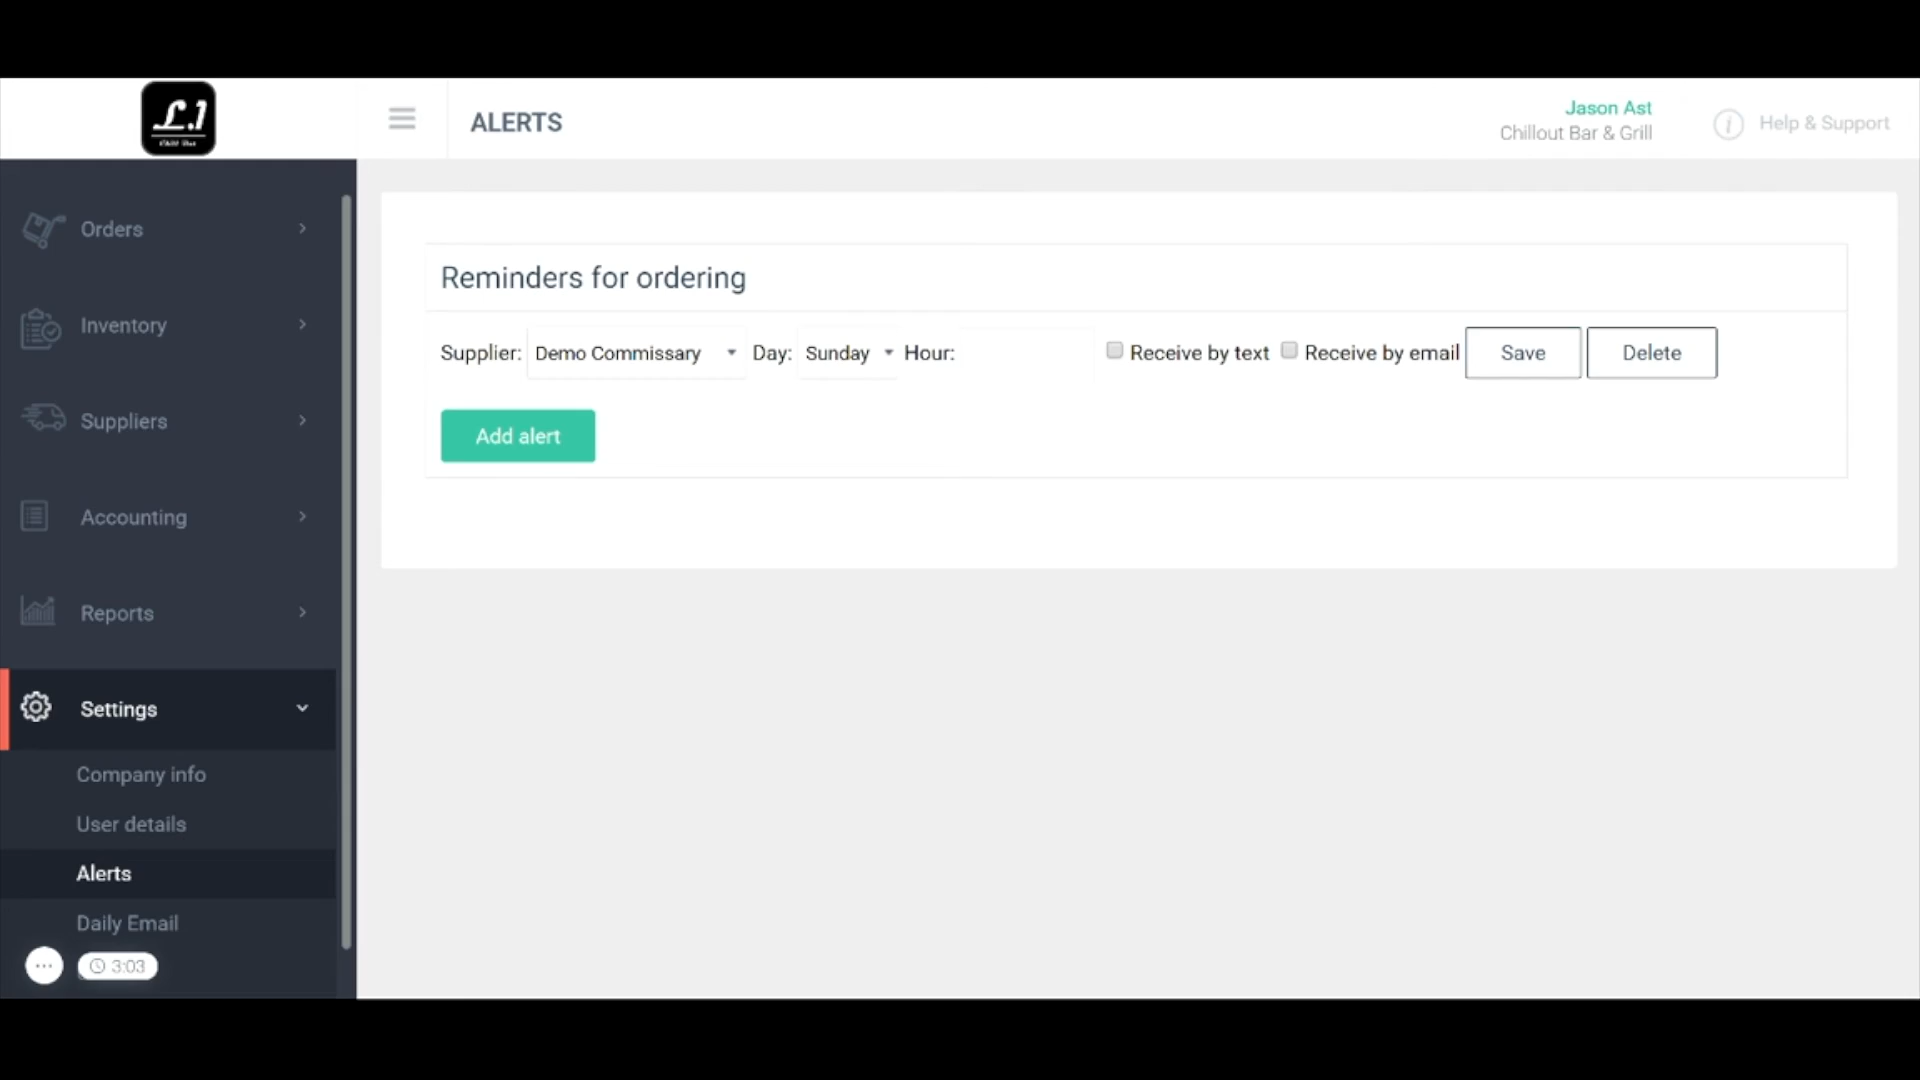 L.I
ALERTS
Jason Ast
Chillout Bar & Grill
Help & Support
Orders
Inventory
Suppliers
Accounting
Reports
Settings
Company info
User details
Alerts
Daily Email
3:03
Reminders for ordering
Supplier: Demo Commissary Day: Sunday Hour: Receive by text Receive by email Save Delete
Add alert